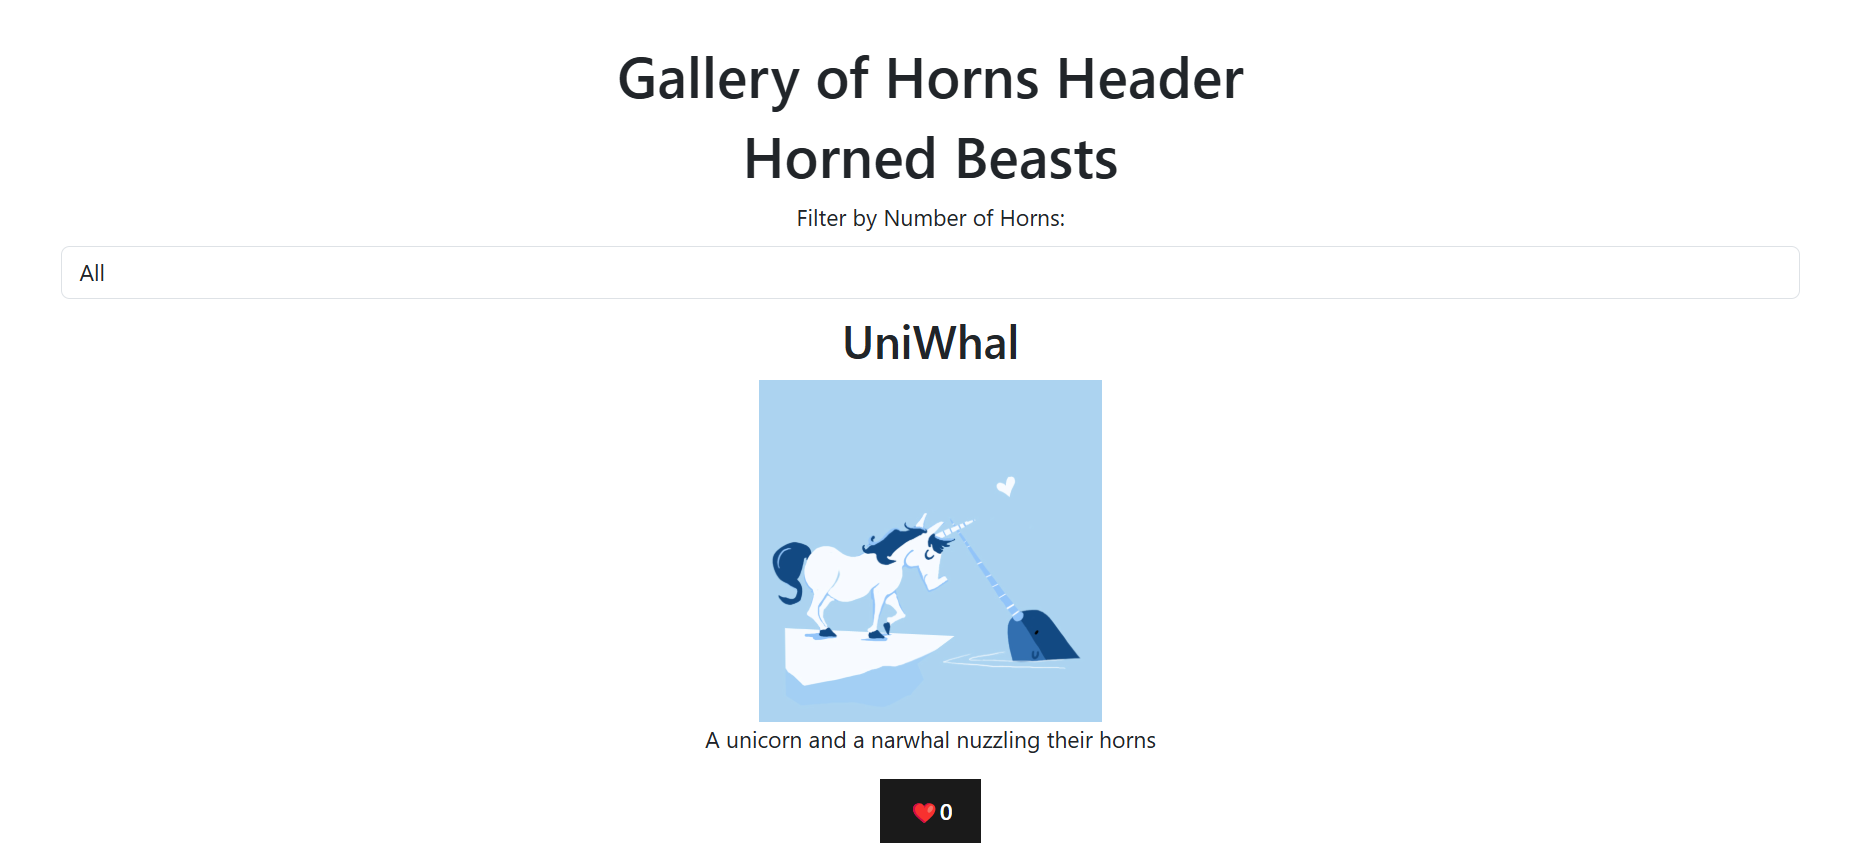 Gallery of Horns Header
Horned Beasts
Filter by Number of Horns:
All
UniWhal
A unicorn and a narwhal nuzzling their horns
❤️0